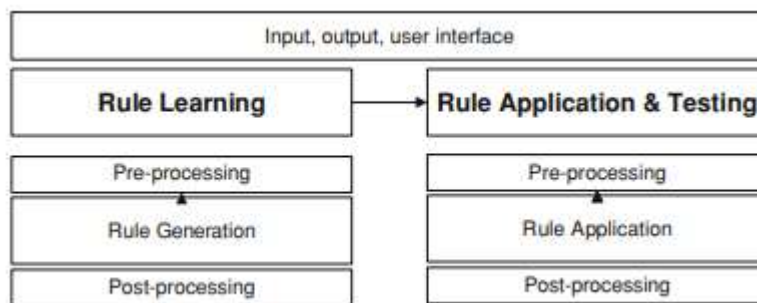 Input, output, user interface
Rule Learning
Rule Application & Testing
Pre-processing
Pre-processing
Rule Generation
Rule Application
Post-processing
Post-processing